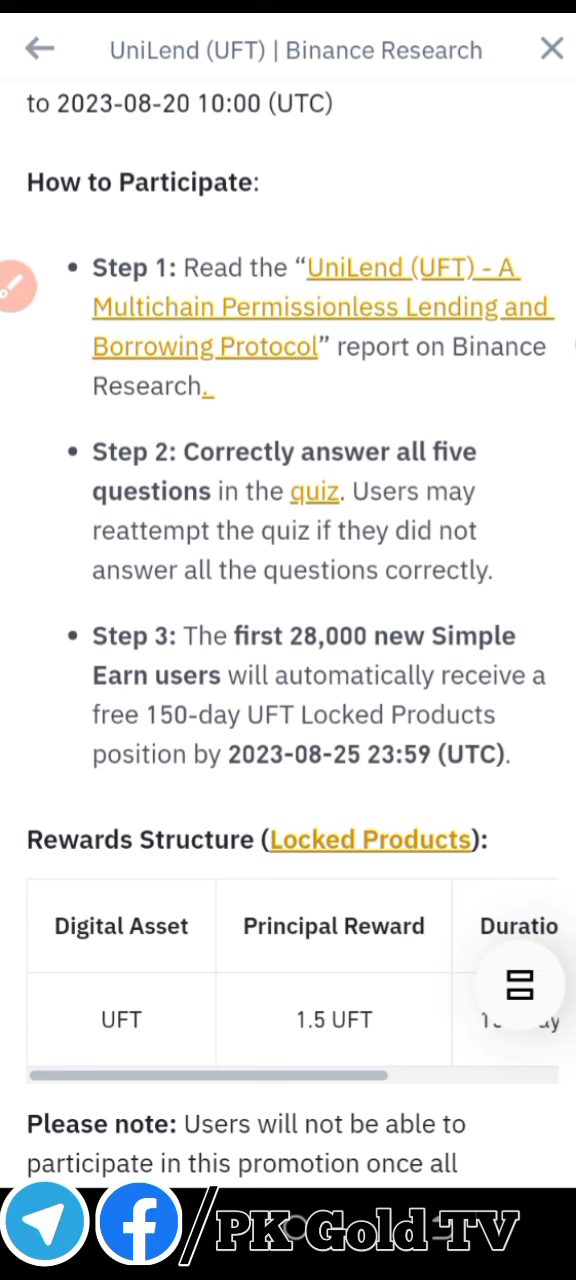 UniLend (UFT) | Binance Research
to 2023-08-20 10:00 (UTC)
How to Participate:
• Step 1: Read the “UniLend (UFT) - A
Multichain Permissionless Lending and
Borrowing Protocol” report on Binance
Research.
• Step 2: Correctly answer all five
questions in the quiz. Users may
reattempt the quiz if they did not
answer all the questions correctly.
• Step 3: The first 28,000 new Simple
Earn users will automatically receive a
free 150-day UFT Locked Products
position by 2023-08-25 23:59 (UTC).
Rewards Structure (Locked Products):
Digital Asset Principal Reward Duratio
UFT 1.5 UFT
Please note: Users will not be able to
participate in this promotion once all
/PK Gold TV